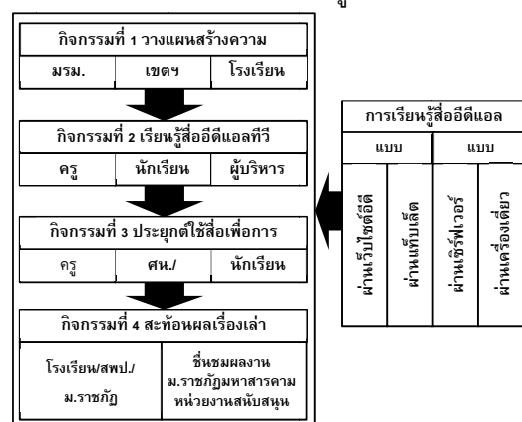 กิจกรรมที่ 1 วางแผนสร้างความ
มรม. เขตฯ โรงเรียน
กิจกรรมที่ 2 เรียนรู้สื่ออีดีแอลทีวี
ครู นักเรียน ผู้บริหาร
กิจกรรมที่ 3 ประยุกต์ใช้สื่อเพื่อการ
ครู ศน./ นักเรียน
กิจกรรมที่ 4 สะท้อนผลเรื่องเล่า
โรงเรียน/สพป./
ม.ราชภัฏ
ชื่นชมผลงาน
ม.ราชภัฏมหาสารคาม
หน่วยงานสนับสนุน
การเรียนรู้สื่ออีดีแอล
แบบ แบบ
ผ่านเว็บไซต์อีดี
ผ่านแท็บเล็ต
ผ่านเซิร์ฟเวอร์
ผ่านเครื่องเดี่ยว